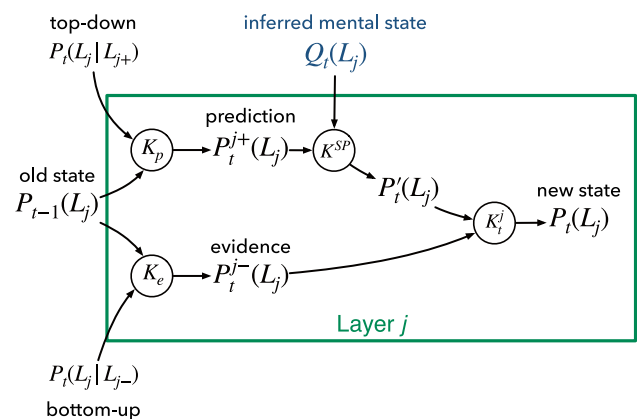 top-down
P_t(L_j|L_{j+})
inferred mental state
Q_t(L_j)
prediction
K_p
P_t^{j+}(L_j)
K^{SP}
old state
P_{t-1}(L_j)
P'_t(L_j)
new state
K_t^j
P_t(L_j)
evidence
K_e
P_t^{j-}(L_j)
Layer j
P_t(L_j|L_{j-})
bottom-up